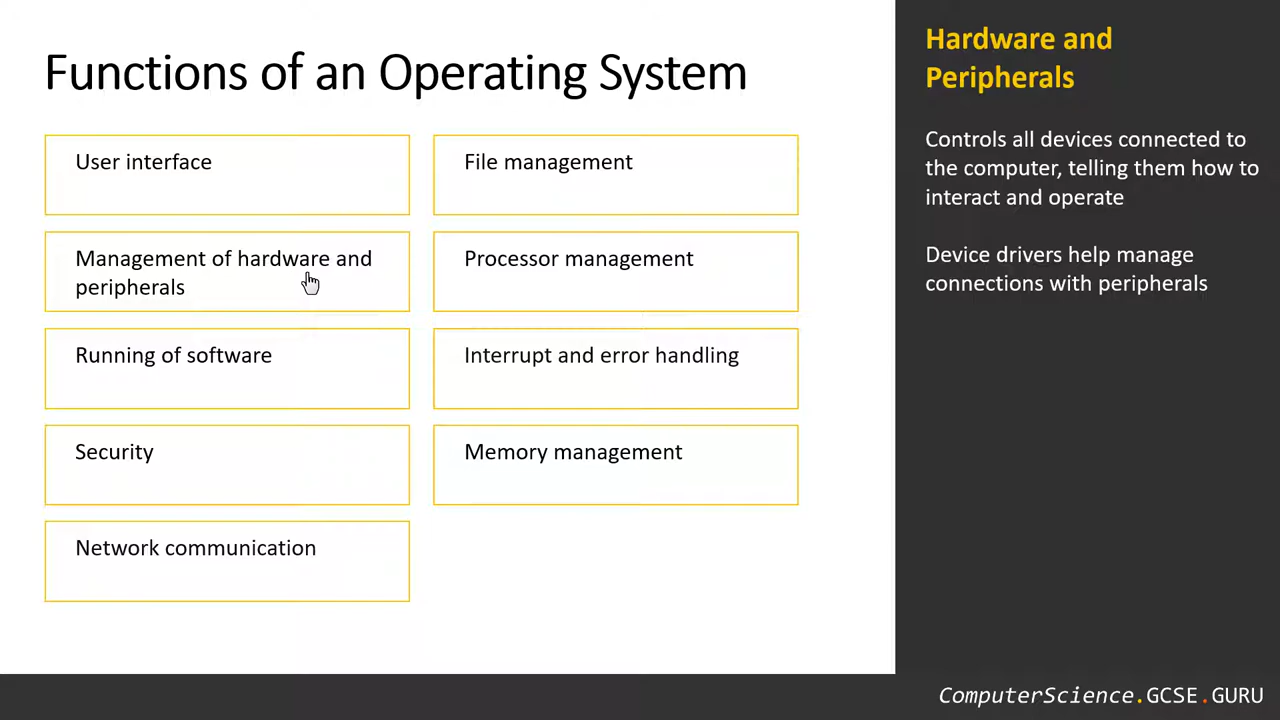 Functions of an Operating System
User interface
Management of hardware and
peripherals
Running of software
Security
Network communication
File management
Processor management
Interrupt and error handling
Memory management
Hardware and
Peripherals
Controls all devices connected to
the computer, telling them how to
interact and operate
Device drivers help manage
connections with peripherals
ComputerScience.GCSE.GURU